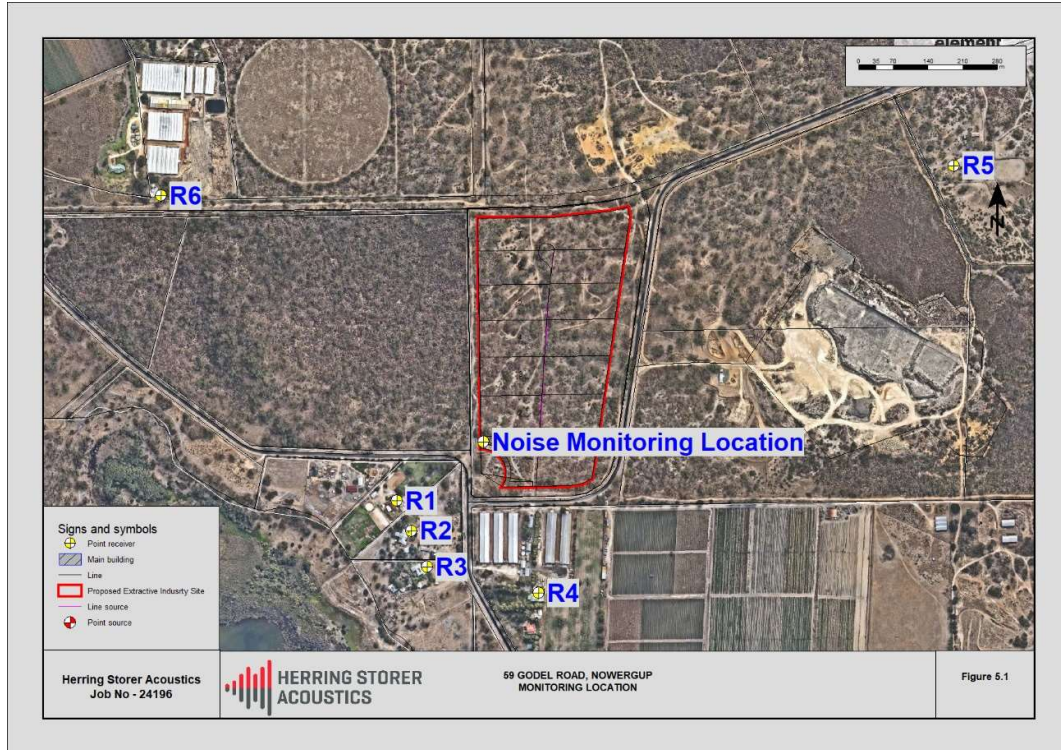 element
0 35 70 140 210 280
m
R5
R6
N
Noise Monitoring Location
R1
R2
R3
R4
Signs and symbols
Point receiver
Main building
Line
Proposed Extractive Indusrty Site
Line source
Point source
Herring Storer Acoustics
Job No - 24196
HERRING STORER
ACOUSTICS
59 GODEL ROAD, NOWERGUP
MONITORING LOCATION
Figure 5.1